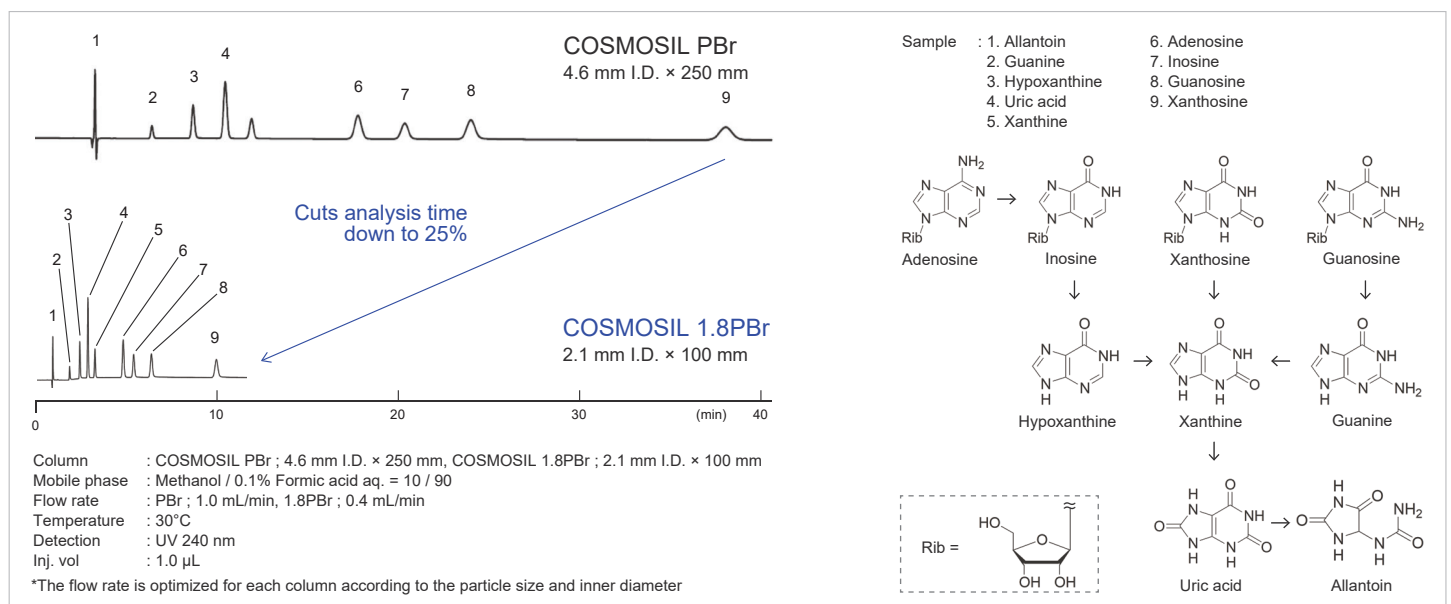 1
2
3
4
6
7
8
9
COSMOSIL PBr
4.6 mm I.D. × 250 mm
Cuts analysis time
down to 25%
1
2
3
4
5
6
7
8
9
COSMOSIL 1.8PBr
2.1 mm I.D. × 100 mm
0
10
20
30
(min)
40
Column : COSMOSIL PBr ; 4.6 mm I.D. × 250 mm, COSMOSIL 1.8PBr ; 2.1 mm I.D. × 100 mm
Mobile phase : Methanol / 0.1% Formic acid aq. = 10 / 90
Flow rate : PBr ; 1.0 mL/min, 1.8PBr ; 0.4 mL/min
Temperature : 30°C
Detection : UV 240 nm
Inj. vol : 1.0 µL
*The flow rate is optimized for each column according to the particle size and inner diameter
Sample : 1. Allantoin 6. Adenosine
2. Guanine 7. Inosine
3. Hypoxanthine 8. Guanosine
4. Uric acid 9. Xanthosine
5. Xanthine
NH2
N
N
N
N
Rib
Adenosine
O
N
NH
N
N
Rib
Inosine
O
N
NH
N
N
H
O
Rib
Xanthosine
O
N
NH
N
N
NH2
Rib
Guanosine
O
N
NH
N
H
N
Hypoxanthine
O
N
NH
N
H
N
H
O
Xanthine
O
N
NH
N
H
N
NH2
Guanine
H
N
O
O
NH
N
H
N
H
O
Uric acid
H
N
O
O
N
H
N
H
NH2
O
Allantoin
Rib =
HO
O
OH OH
≈